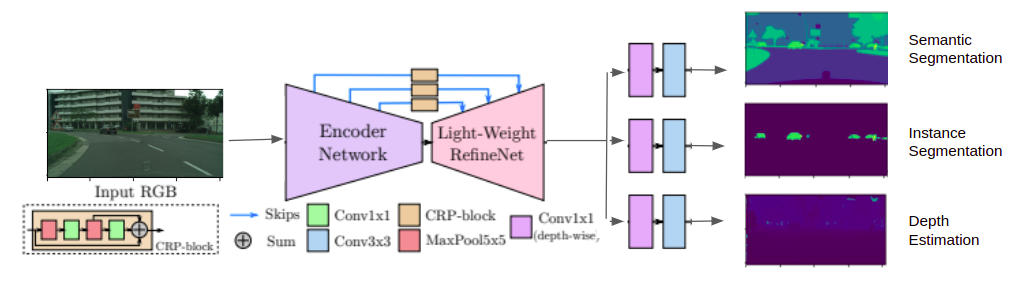 Semantic
Segmentation
Encoder
Network
Light-Weight
RefineNet
Instance
Segmentation
Input RGB
Skips
Conv1x1
CRP-block
Conv1x1
(depth-wise)
Sum
Conv3x3
MaxPool5x5
CRP-block
Depth
Estimation